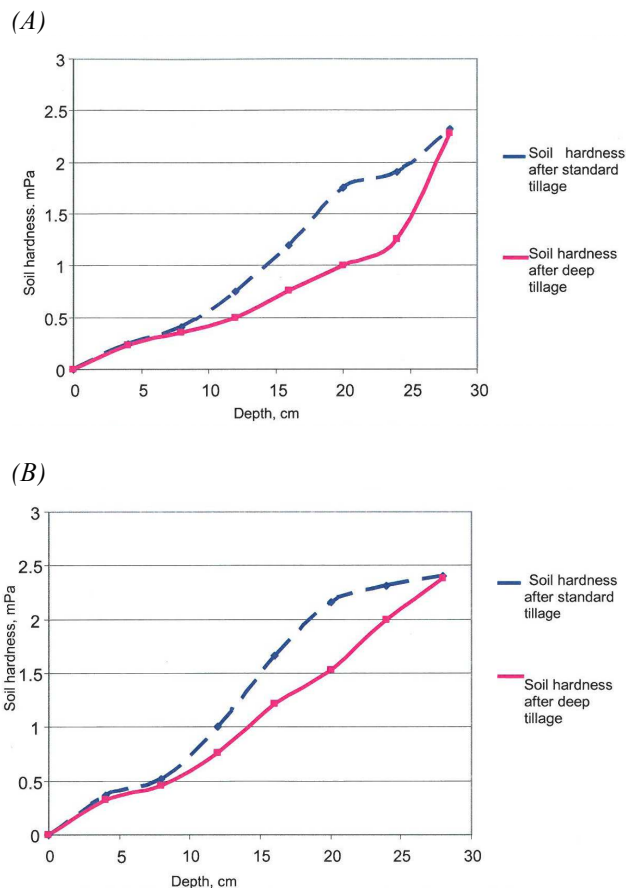 (A)
3
2.5
2
1.5
1
0.5
0
Soil hardness. mPa
0 5 10 15 20 25 30
Depth, cm
Soil hardness
after standard
tillage
Soil hardness
after deep
tillage
(B)
3
2.5
2
1.5
1
0.5
0
Soil hardness, mPa
0 5 10 15 20 25 30
Depth, cm
Soil hardness
after standard
tillage
Soil hardness
after deep
tillage